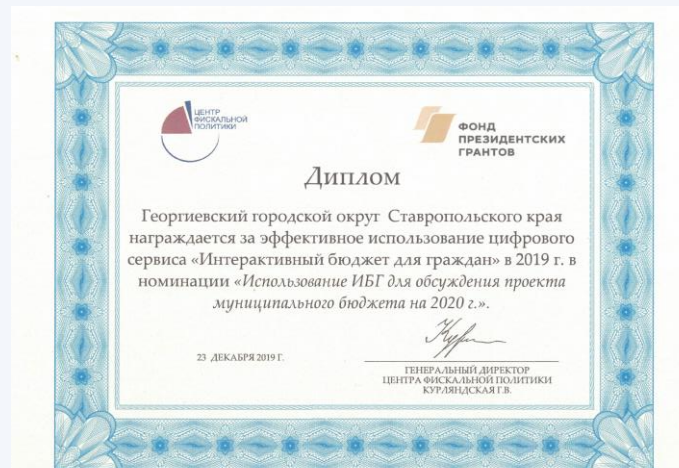 ЦЕНТР
ФИСКАЛЬНОЙ
ПОЛИТИКИ
ФОНД
ПРЕЗИДЕНТСКИХ
ГРАНТОВ
Диплом
Георгиевский городской округ Ставропольского края
награждается за эффективное использование цифрового
сервиса «Интерактивный бюджет для граждан» в 2019 г. в
номинации «Использование ИБГ для обсуждения проекта
муниципального бюджета на 2020 г.».
23 ДЕКАБРЯ 2019 Г.
ГЕНЕРАЛЬНЫЙ ДИРЕКТОР
ЦЕНТРА ФИСКАЛЬНОЙ ПОЛИТИКИ
КУРЛЯНДСКАЯ Г.В.